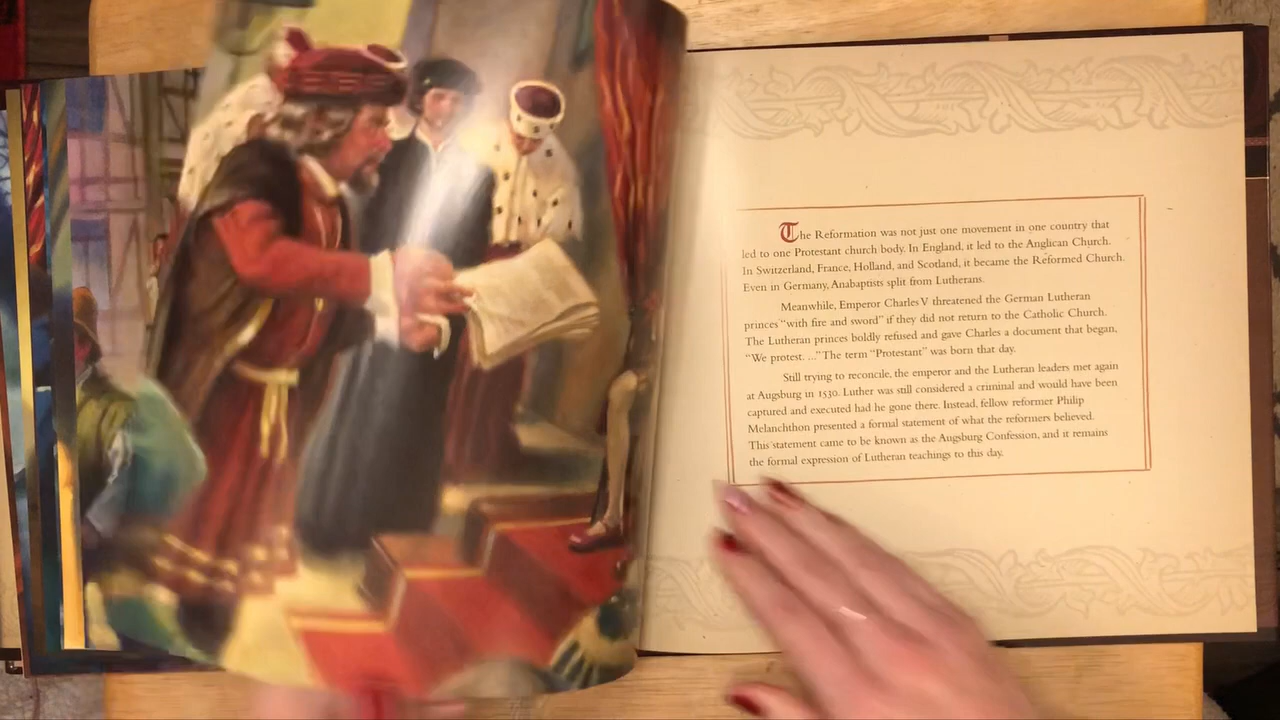 The Reformation was not just one movement in one country that
led to one Protestant church body. In England, it led to the Anglican Church.
In Switzerland, France, Holland, and Scotland, it became the Reformed Church.
Even in Germany, Anabaptists split from Lutherans.
Meanwhile, Emperor Charles V threatened the German Lutheran
princes “with fire and sword” if they did not return to the Catholic Church.
The Lutheran princes boldly refused and gave Charles a document that began,
“We protest. ...” The term “Protestant” was born that day.
Still trying to reconcile, the emperor and the Lutheran leaders met again
at Augsburg in 1530. Luther was still considered a criminal and would have been
captured and executed had he gone there. Instead, fellow reformer Philip
Melanchthon presented a formal statement of what the reformers believed.
This statement came to be known as the Augsburg Confession, and it remains
the formal expression of Lutheran teachings to this day.